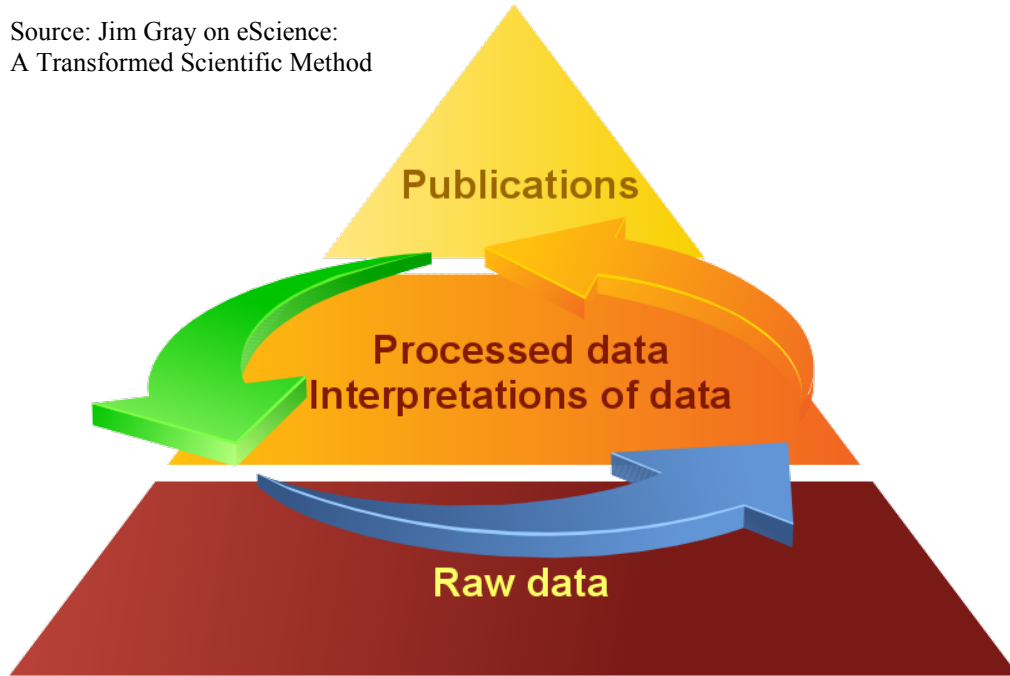 Source: Jim Gray on eScience:
A Transformed Scientific Method
Publications
Processed data
Interpretations of data
Raw data